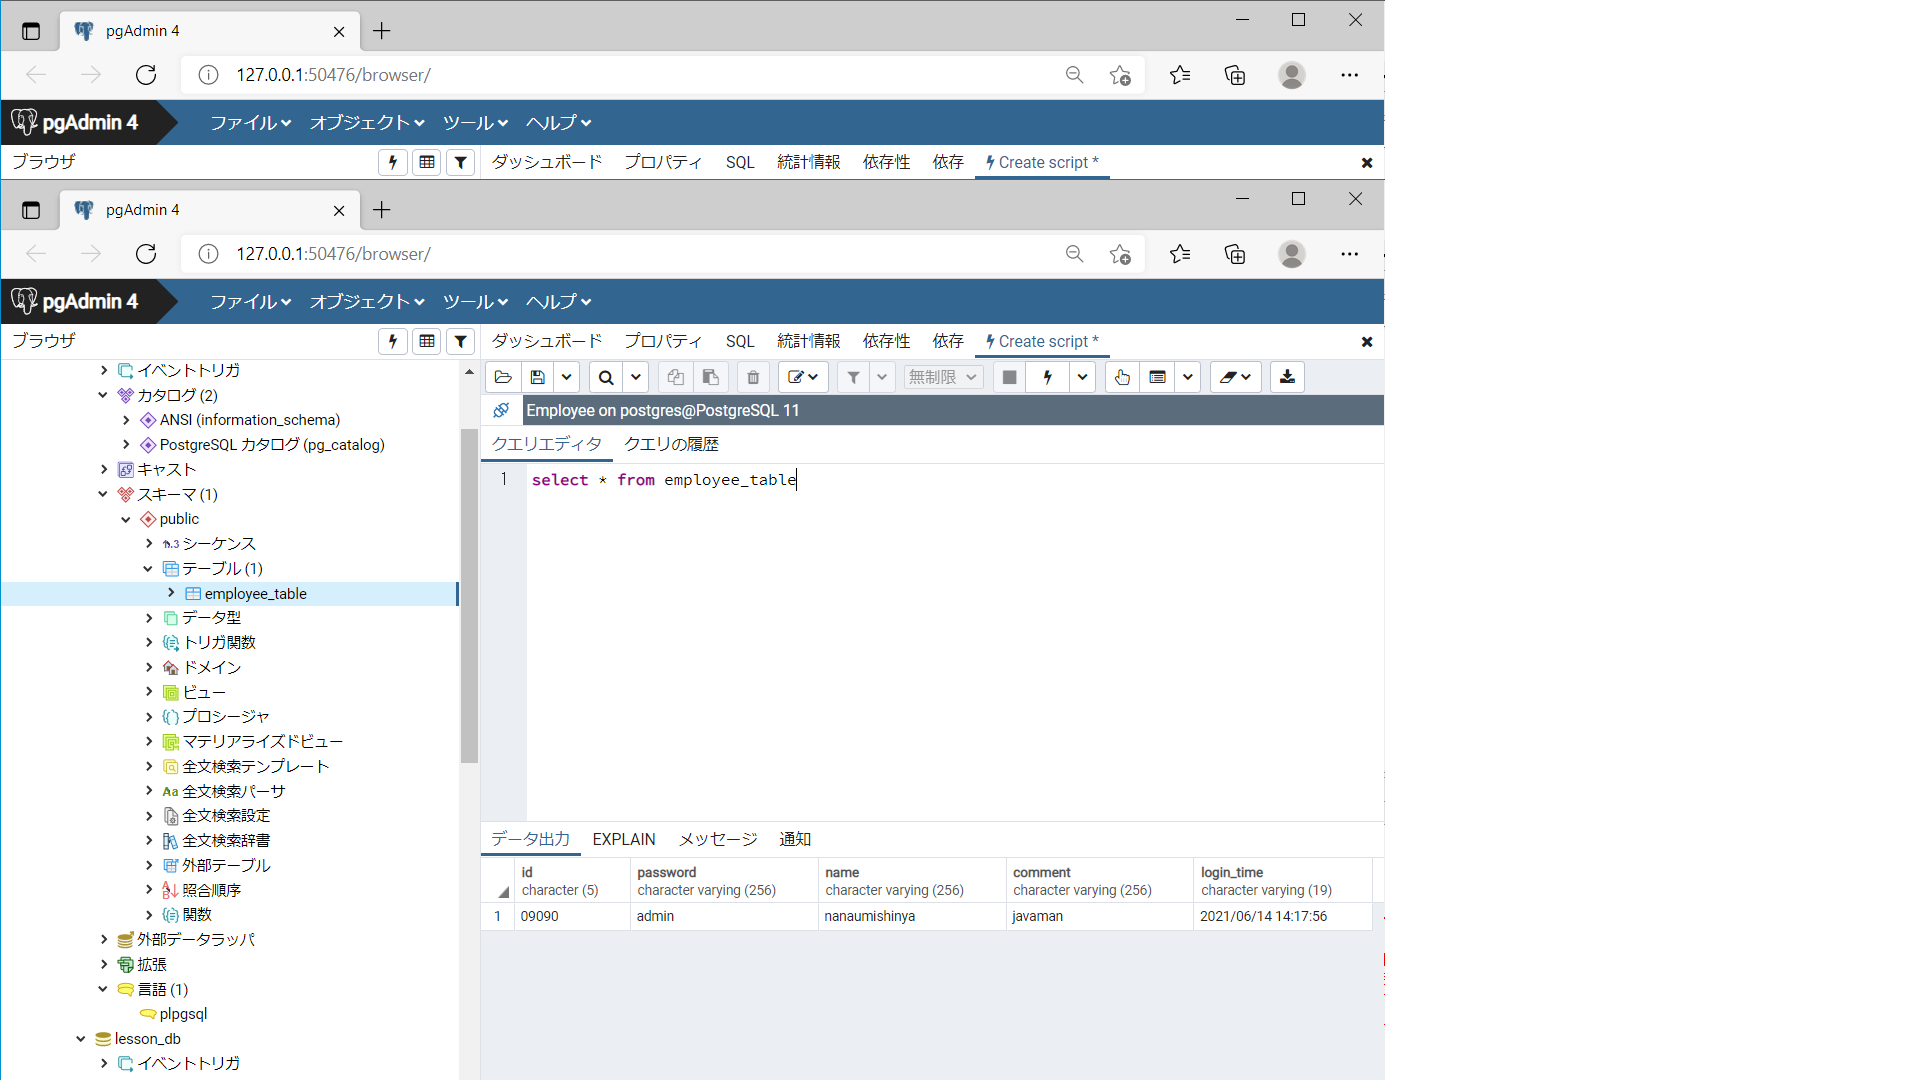 pgAdmin 4
127.0.0.1:50476/browser/
pgAdmin 4 ファイル オブジェクト ツール ヘルプ
ブラウザ ダッシュボード プロパティ SQL 統計情報 依存性 依存 Create script *
pgAdmin 4
127.0.0.1:50476/browser/
pgAdmin 4 ファイル オブジェクト ツール ヘルプ
ブラウザ ダッシュボード プロパティ SQL 統計情報 依存性 依存 Create script *
イベントトリガ
カタログ (2)
ANSI (information_schema)
PostgreSQL カタログ (pg_catalog)
キャスト
スキーマ (1)
public
シーケンス
テーブル (1)
employee_table
データ型
トリガ関数
ドメイン
ビュー
プロシージャ
マテリアライズドビュー
全文検索テンプレート
全文検索パーサ
全文検索設定
全文検索辞書
外部テーブル
照合順序
関数
外部データラッパ
拡張
言語 (1)
plpgsql
lesson_db
イベントトリガ
無制限
Employee on postgres@PostgreSQL 11
クエリエディタ クエリの履歴
1 select * from employee_table
データ出力 EXPLAIN メッセージ 通知
id password name comment login_time
character (5) character varying (256) character varying (256) character varying (256) character varying (19)
1 09090 admin nanaumishinya javaman 2021/06/14 14:17:56